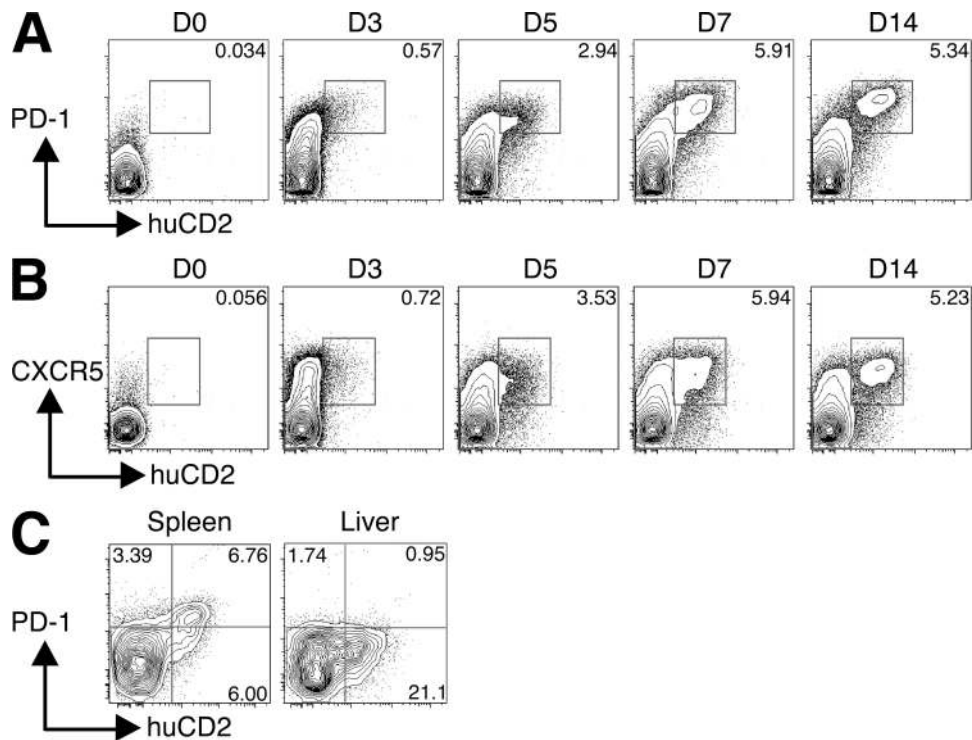 A
D0 D3 D5 D7 D14
0.034 0.57 2.94 5.91 5.34
PD-1
huCD2
B
D0 D3 D5 D7 D14
0.056 0.72 3.53 5.94 5.23
CXCR5
huCD2
C
Spleen Liver
3.39 6.76 1.74 0.95
PD-1
6.00 21.1
huCD2